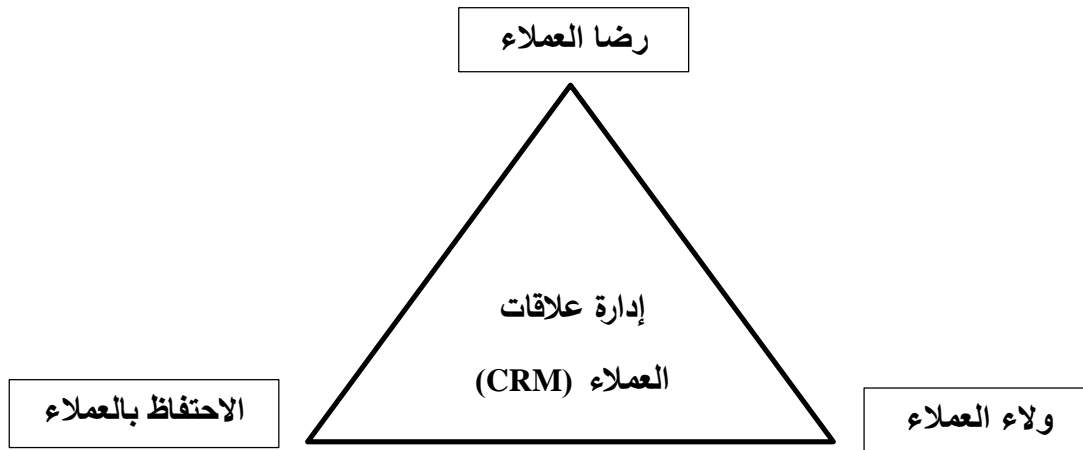 رضا العملاء
إدارة علاقات
العملاء (CRM)
ولاء العملاء
الاحتفاظ بالعملاء